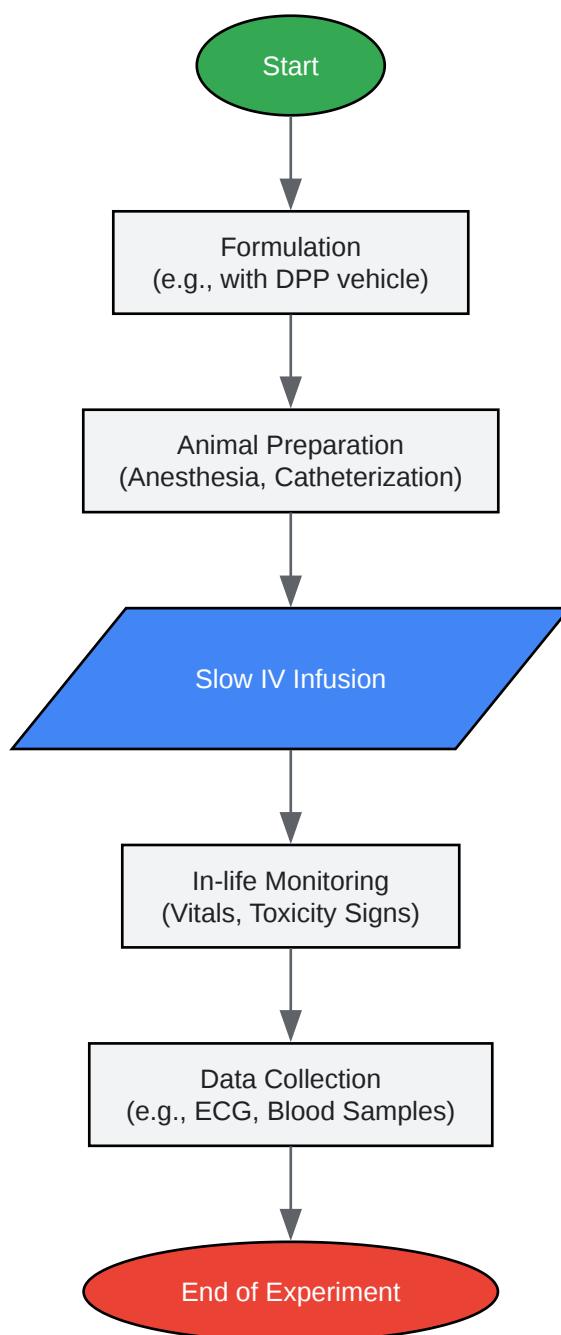 Start
Formulation
(e.g., with DPP vehicle)
Animal Preparation
(Anesthesia, Catheterization)
Slow IV Infusion
In-life Monitoring
(Vitals, Toxicity Signs)
Data Collection
(e.g., ECG, Blood Samples)
End of Experiment